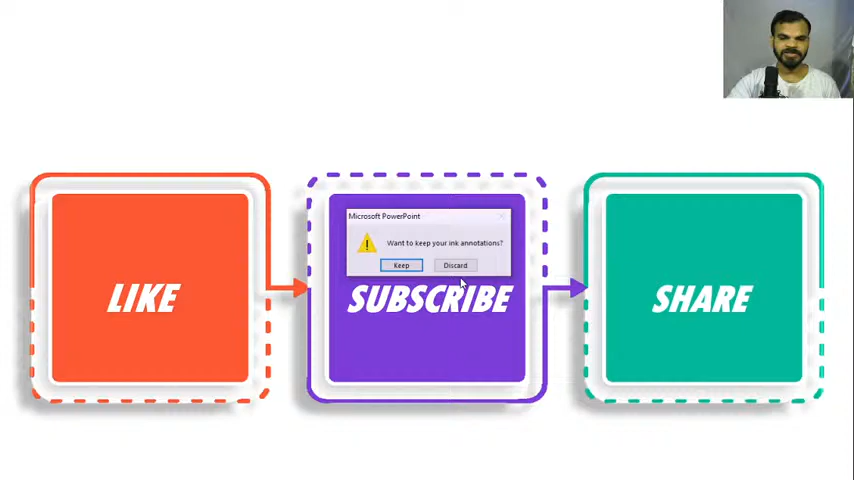 Microsoft PowerPoint
Want to keep your ink annotations?
Keep Discard
LIKE SUBSCRIBE SHARE